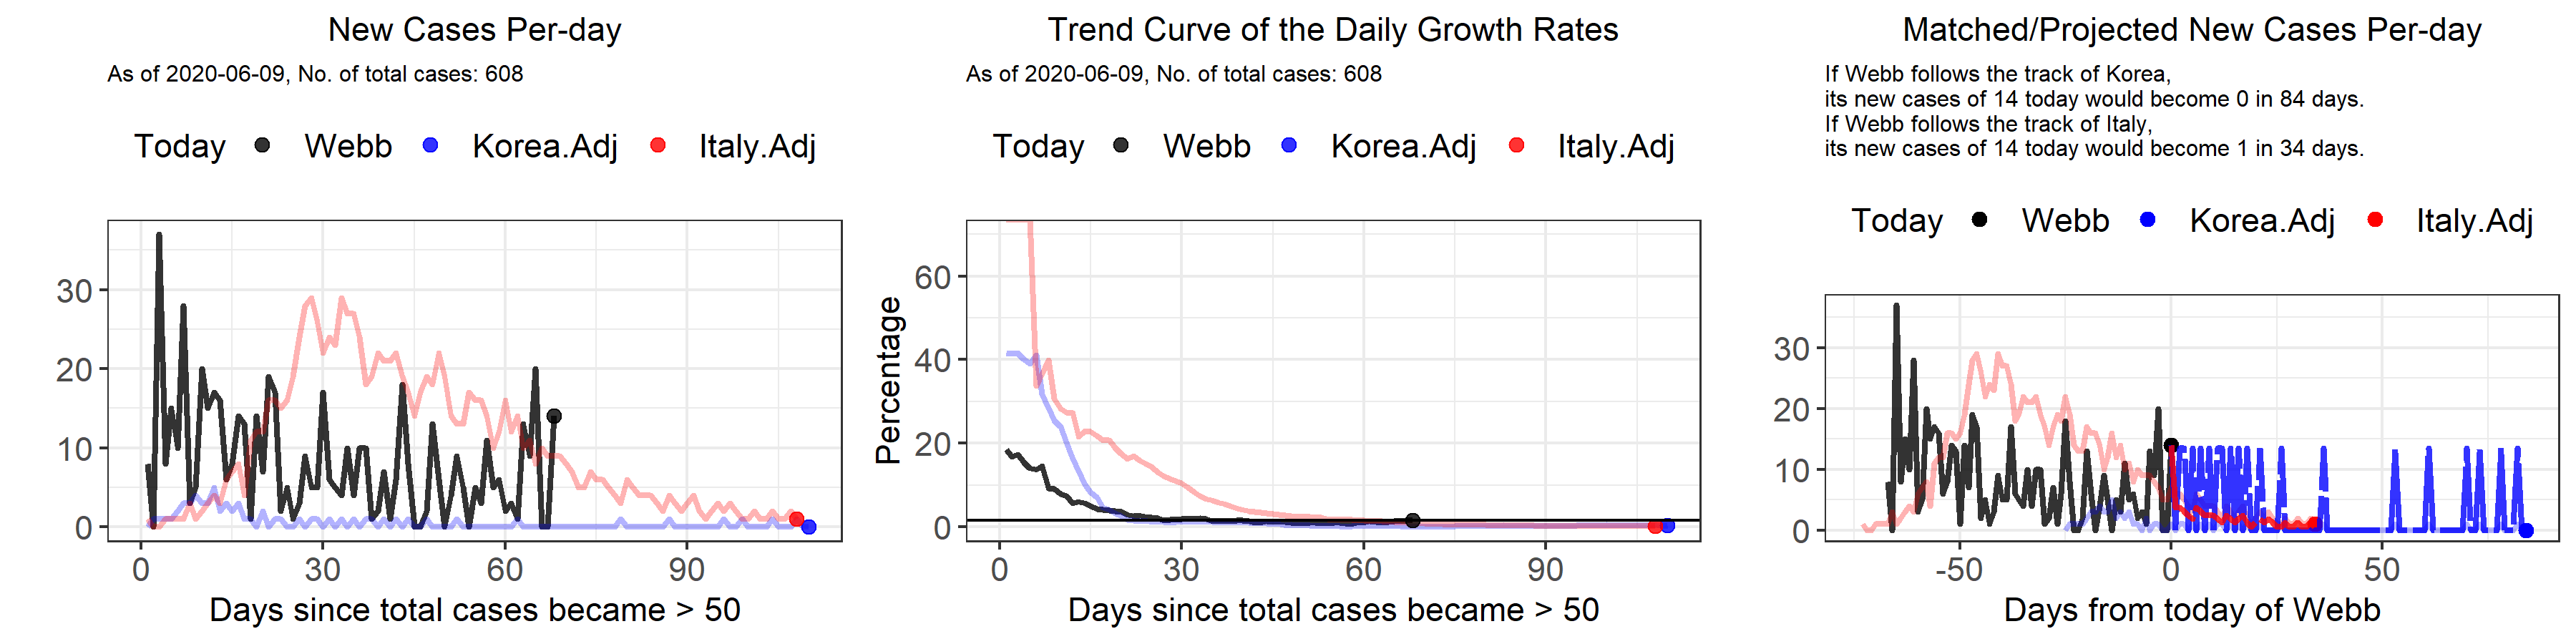 New Cases Per-day
As of 2020-06-09, No. of total cases: 608
Today Webb Korea.Adj Italy.Adj
30
20
10
0
0 30 60 90
Days since total cases became > 50
Trend Curve of the Daily Growth Rates
As of 2020-06-09, No. of total cases: 608
Today Webb Korea.Adj Italy.Adj
Percentage
60
40
20
0
0 30 60 90
Days since total cases became > 50
Matched/Projected New Cases Per-day
If Webb follows the track of Korea,
its new cases of 14 today would become 0 in 84 days.
If Webb follows the track of Italy,
its new cases of 14 today would become 1 in 34 days.
Today Webb Korea.Adj Italy.Adj
30
20
10
0
-50 0 50
Days from today of Webb